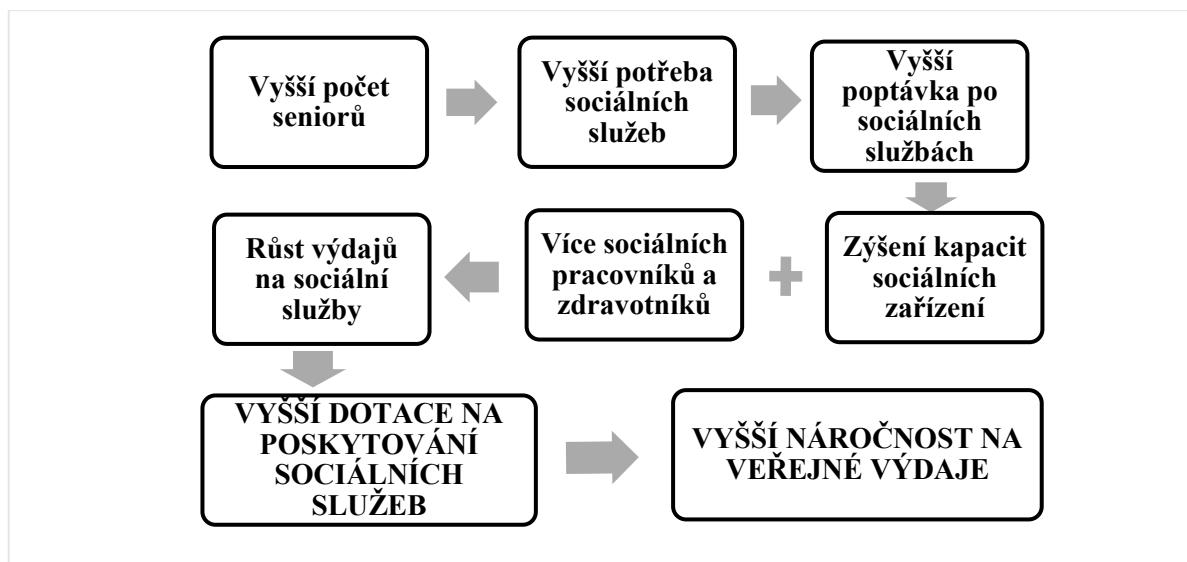 Vyšší počet
seniorů
Vyšší potřeba
sociálních
služeb
Vyšší
poptávka po
sociálních
službách
Zýšení kapacit
sociálních
zařízení
Více sociálních
pracovníků a
zdravotníků
Růst výdajů
na sociální
služby
VYŠŠÍ DOTACE NA
POSKYTOVÁNÍ
SOCIÁLNÍCH
SLUŽEB
VYŠŠÍ NÁROČNOST NA
VEŘEJNÉ VÝDAJE